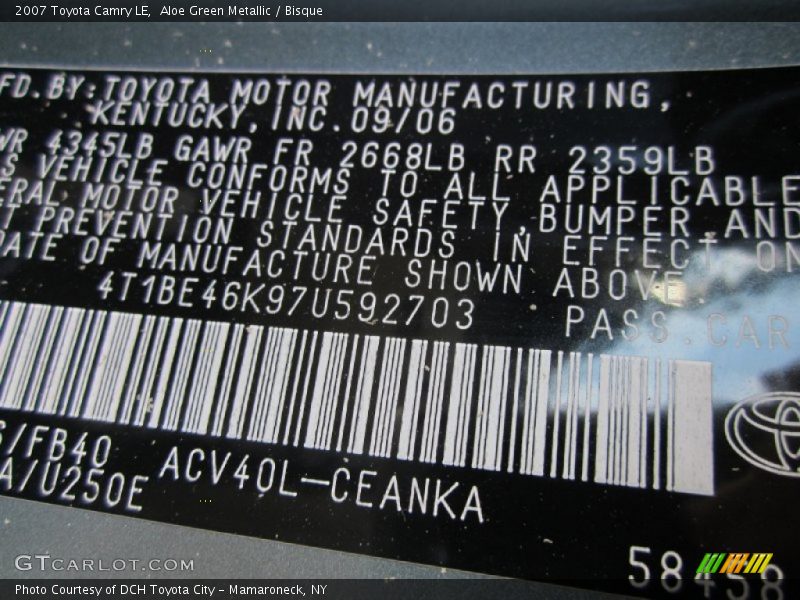 2007 Toyota Camry LE, Aloe Green Metallic / Bisque
FD.BY:TOYOTA MOTOR MANUFACTURING,
KENTUCKY,INC.09/06
WR 4345LB GAWR FR 2668LB RR 2359LB
S VEHICLE CONFORMS TO ALL APPLICABLE
ERAL MOTOR VEHICLE SAFETY,BUMPER AND
T PREVENTION STANDARDS IN EFFECT ON
DATE OF MANUFACTURE SHOWN ABOVE.
4T1BE46K97U592703 PASS.CAR
/FB40 ACV40L-CEANKA
A/U250E
GTCARLOT.COM
Photo Courtesy of DCH Toyota City - Mamaroneck, NY